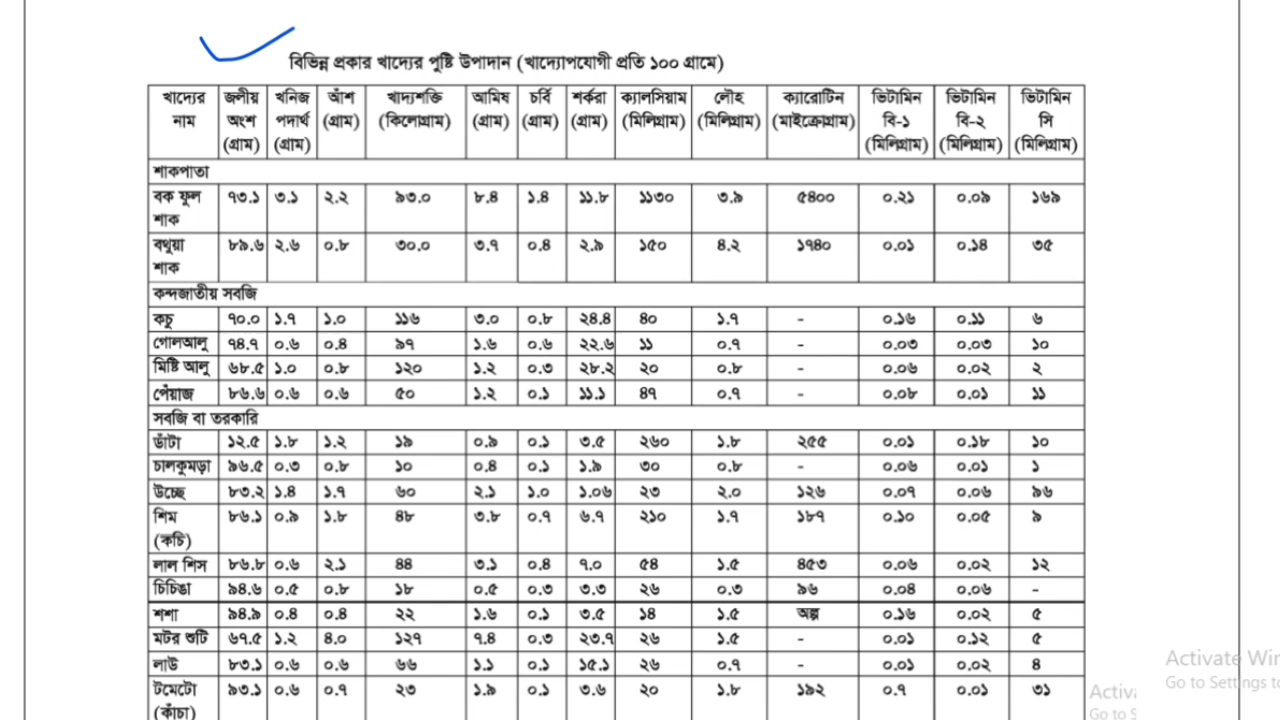 বিভিন্ন প্রকার খাদ্যের পুষ্টি উপাদান (খাদ্যোপযোগী প্রতি ১০০ গ্রামে)
খাদ্যের নাম জলীয় অংশ (গ্রাম) খনিজ পদার্থ (গ্রাম) আঁশ (গ্রাম) খাদ্যশক্তি (কিলোগ্রাম) আমিষ (গ্রাম) চর্বি (গ্রাম) শর্করা (গ্রাম) ক্যালসিয়াম (মিলিগ্রাম) লৌহ (মিলিগ্রাম) ক্যারোটিন (মাইক্রোগ্রাম) ভিটামিন বি-১ (মিলিগ্রাম) ভিটামিন বি-২ (মিলিগ্রাম) ভিটামিন সি (মিলিগ্রাম)
শাকপাতা
বক ফুল শাক ৭৩.১ ৩.১ ২.২ ৯৩.০ ৮.৪ ১.৪ ১১.৮ ১১৩০ ৩.৯ ৫৪০০ ০.২১ ০.০৯ ১৬৯
বথুয়া শাক ৮৯.৬ ২.৬ ০.৮ ৩০.০ ৩.৭ ০.৪ ২.৯ ১৫০ ৪.২ ১৭৪০ ০.০১ ০.১৪ ৩৫
কন্দজাতীয় সবজি
কচু ৭০.০ ১.৭ ১.০ ১১৬ ৩.০ ০.৮ ২৪.৪ ৪০ ১.৭ - ০.১৬ ০.১১ ৬
গোলআলু ৭৪.৭ ০.৬ ০.৪ ৯৭ ১.৬ ০.৬ ২২.৬ ১১ ০.৭ - ০.০৩ ০.০৩ ১০
মিষ্টি আলু ৬৮.৫ ১.০ ০.৮ ১২০ ১.২ ০.৩ ২৮.২ ২০ ০.৮ - ০.০৬ ০.০২ ২
পেঁয়াজ ৮৬.৬ ০.৬ ০.৬ ৫০ ১.২ ০.১ ১১.১ ৪৭ ০.৭ - ০.০৮ ০.০১ ১১
সবজি বা তরকারি
ডাঁটা ১২.৫ ১.৮ ১.২ ১৯ ০.৯ ০.১ ৩.৫ ২৬০ ১.৮ ২৫৫ ০.০১ ০.১৮ ১০
চালকুমড়া ৯৬.৫ ০.৩ ০.৮ ১০ ০.৪ ০.১ ১.৯ ৩০ ০.৮ - ০.০৬ ০.০১ ১
উচ্ছে ৮৩.২ ১.৪ ১.৭ ৬০ ২.১ ১.০ ১.০৬ ২৩ ২.০ ১২৬ ০.০৭ ০.০৬ ৯৬
শিম (কচি) ৮৬.১ ০.৯ ১.৮ ৪৮ ৩.৮ ০.৭ ৬.৭ ২১০ ১.৭ ১৮৭ ০.১০ ০.০৫ ৯
লাল শিস ৮৬.৮ ০.৬ ২.১ ৪৪ ৩.১ ০.৪ ৭.০ ৫৪ ১.৫ ৪৫৩ ০.০৬ ০.০২ ১২
চিচিঙা ৯৪.৬ ০.৫ ০.৮ ১৮ ০.৫ ০.৩ ৩.৩ ২৬ ০.৩ ৯৬ ০.০৪ ০.০৬ -
শশা ৯৪.৯ ০.৪ ০.৪ ২২ ১.৬ ০.১ ৩.৫ ১৪ ১.৫ অল্প ০.১৬ ০.০২ ৫
মটর শুটি ৬৭.৫ ১.২ ৪.০ ১২৭ ৭.৪ ০.৩ ২৩.৭ ২৬ ১.৫ - ০.০১ ০.১২ ৫
লাউ ৮৩.১ ০.৬ ০.৬ ৬৬ ১.১ ০.১ ১৫.১ ২৬ ০.৭ - ০.০১ ০.০২ ৪
টমেটো (কাঁচা) ৯৩.১ ০.৬ ০.৭ ২৩ ১.৯ ০.১ ৩.৬ ২০ ১.৮ ১৯২ ০.৭ ০.০১ ৩১
Activate Win
Go to Settings to
Activa
Go to S